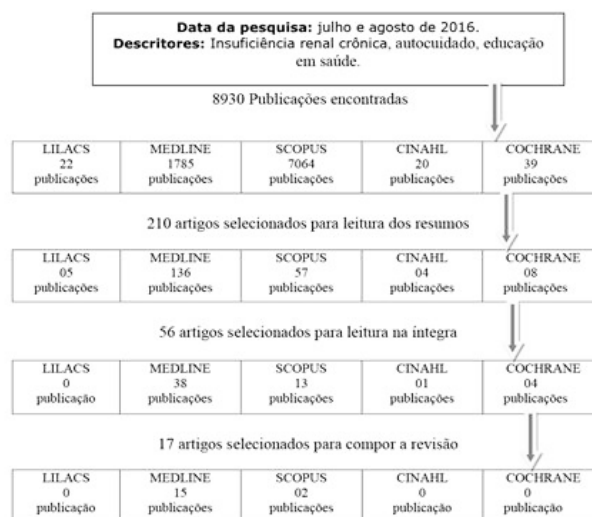 Data da pesquisa: julho e agosto de 2016.
Descritores: Insuficiência renal crônica, autocuidado, educação
em saúde.
8930 Publicações encontradas
LILACS MEDLINE SCOPUS CINAHL COCHRANE
22 1785 7064 20 39
publicações publicações publicações publicações publicações
210 artigos selecionados para leitura dos resumos
LILACS MEDLINE SCOPUS CINAHL COCHRANE
05 136 57 04 08
publicações publicações publicações publicações publicações
56 artigos selecionados para leitura na íntegra
LILACS MEDLINE SCOPUS CINAHL COCHRANE
0 38 13 01 04
publicação publicações publicações publicações publicações
17 artigos selecionados para compor a revisão
LILACS MEDLINE SCOPUS CINAHL COCHRANE
0 15 02 0 0
publicação publicações publicações publicação publicação